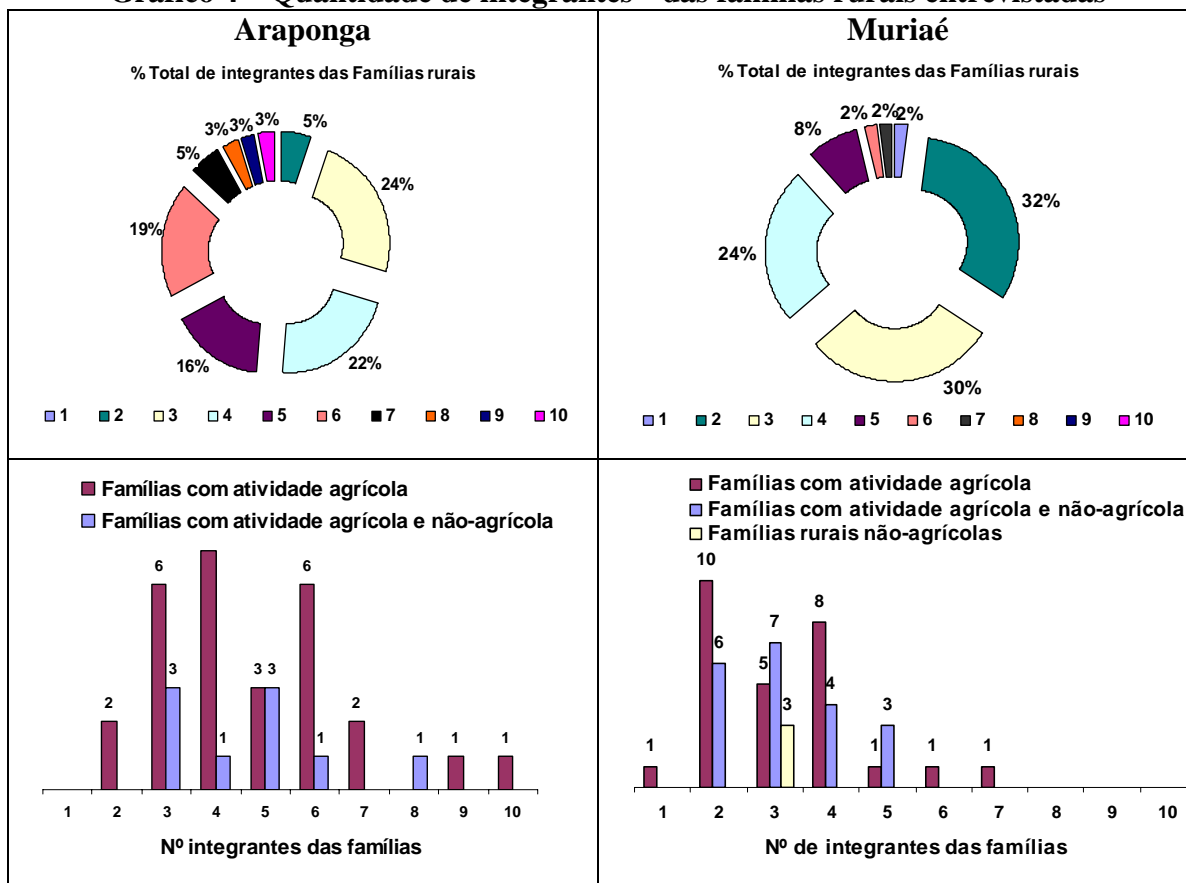 Araponga
% Total de integrantes das Famílias rurais
3%
3%
3%
5%
5%
24%
19%
16%
22%
1 2 3 4 5 6 7 8 9 10
Muriaé
% Total de integrantes das Famílias rurais
2%
2%
2%
8%
32%
24%
30%
1 2 3 4 5 6 7 8 9 10
Famílias com atividade agrícola
Famílias com atividade agrícola e não-agrícola
6 6
3 3 3
2 2
1 1 1 1 1
1 2 3 4 5 6 7 8 9 10
Nº integrantes das famílias
Famílias com atividade agrícola
Famílias com atividade agrícola e não-agrícola
Famílias rurais não-agrícolas
10
8
7
6
5
4
3 3
1 1 1 1
1 2 3 4 5 6 7 8 9 10
Nº de integrantes das famílias